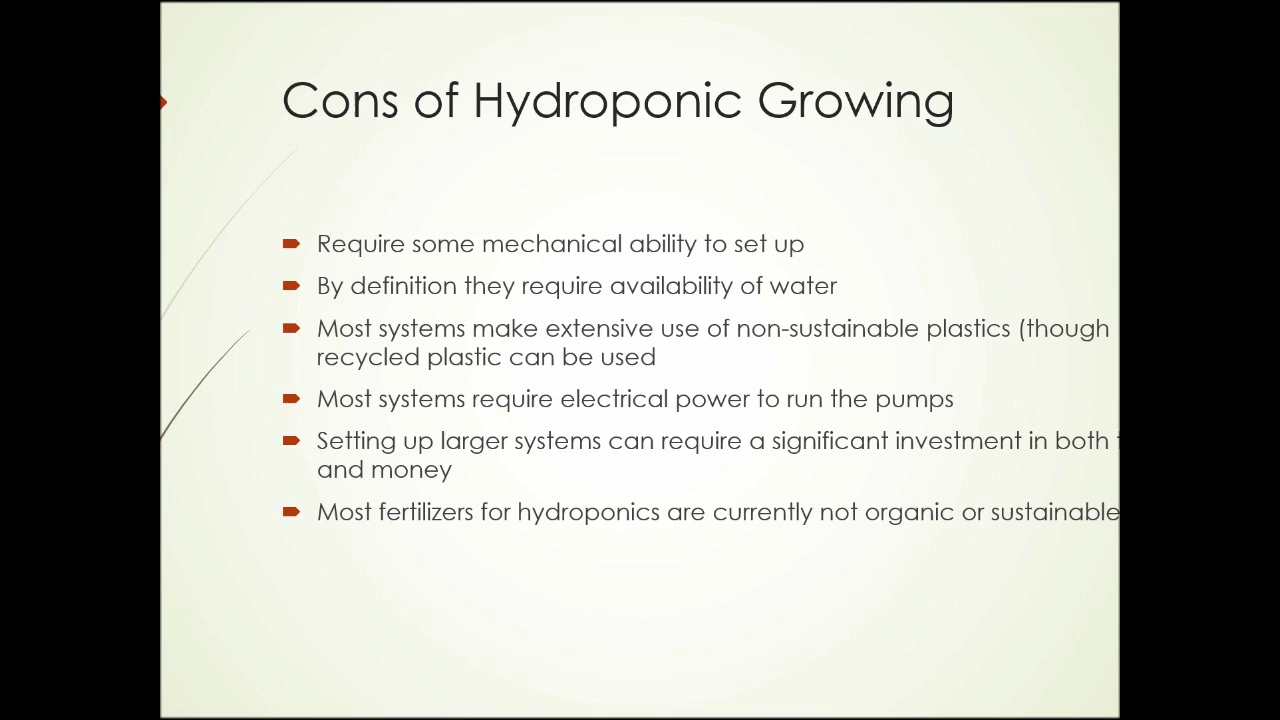 Cons of Hydroponic Growing
Require some mechanical ability to set up
By definition they require availability of water
Most systems make extensive use of non-sustainable plastics (though
recycled plastic can be used
Most systems require electrical power to run the pumps
Setting up larger systems can require a significant investment in both
and money
Most fertilizers for hydroponics are currently not organic or sustainable